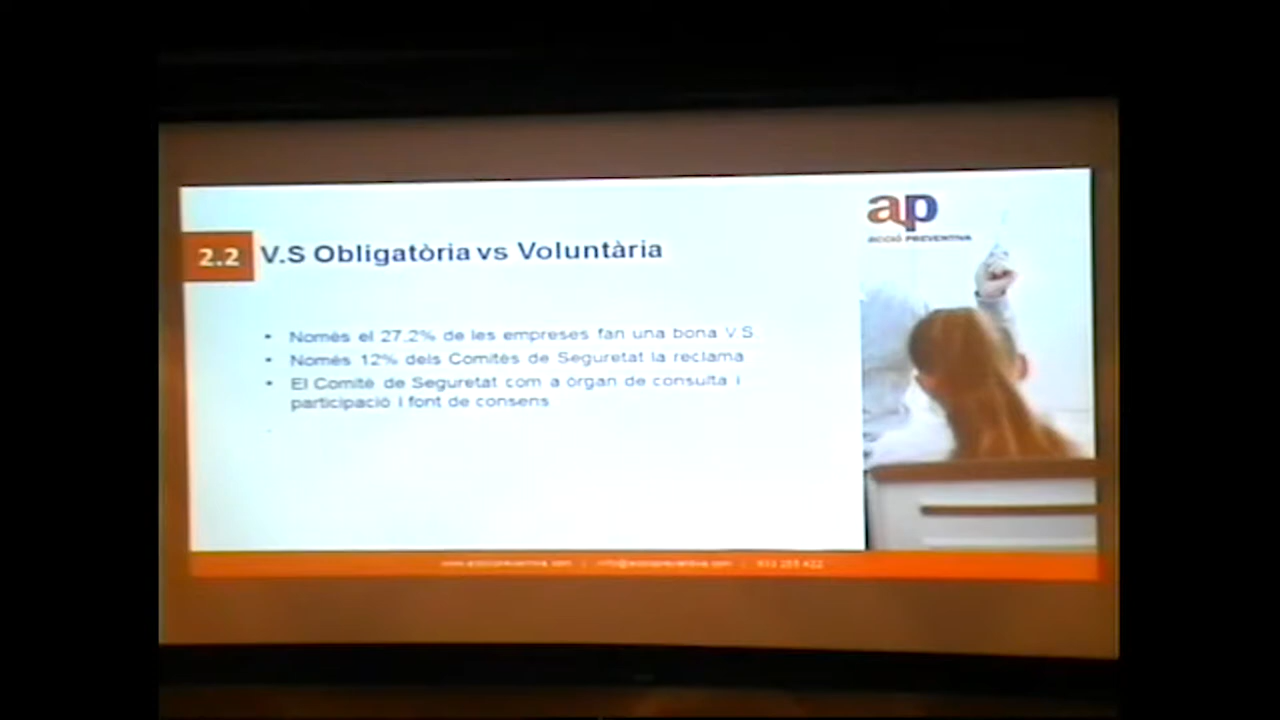 ap
ACCIÓ PREVENTIVA
2.2 V.S Obligatòria vs Voluntària
• Només el 27.2% de les empreses fan una bona V.S.
• Només 12% dels Comitès de Seguretat la reclama
• El Comitè de Seguretat com a òrgan de consulta i
participació i font de consens